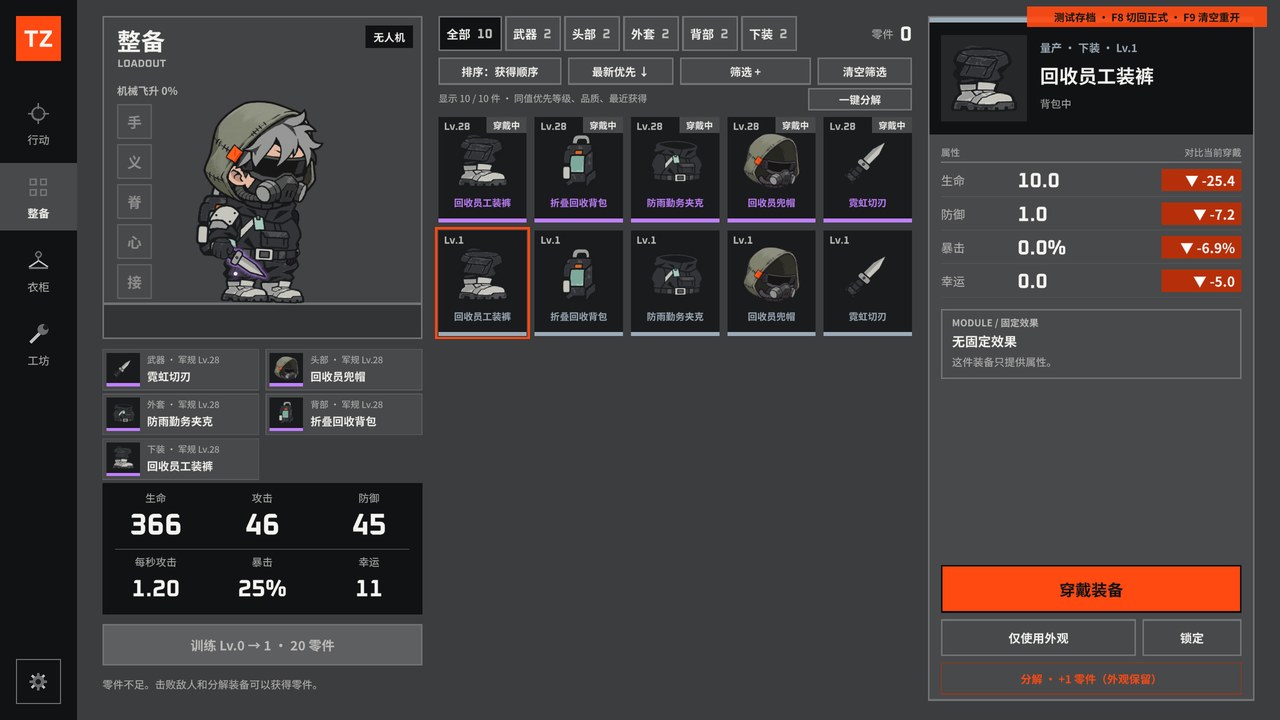 TZ
行动
整备
衣柜
工坊
整备
LOADOUT
无人机
机械飞升 0%
手
义
脊
心
接
武器 · 军规 Lv.28
霓虹切刃
头部 · 军规 Lv.28
回收员兜帽
外套 · 军规 Lv.28
防雨勤务夹克
背部 · 军规 Lv.28
折叠回收背包
下装 · 军规 Lv.28
回收员工装裤
生命 攻击 防御
366 46 45
每秒攻击 暴击 幸运
1.20 25% 11
训练 Lv.0 → 1 · 20 零件
零件不足。击败敌人和分解装备可以获得零件。
全部 10 武器 2 头部 2 外套 2 背部 2 下装 2 零件 0
排序：获得顺序 最新优先 ↓ 筛选 + 清空筛选
显示 10 / 10 件 · 同值优先等级、品质、最近获得
一键分解
Lv.28 穿戴中 Lv.28 穿戴中 Lv.28 穿戴中 Lv.28 穿戴中 Lv.28 穿戴中
回收员工装裤 折叠回收背包 防雨勤务夹克 回收员兜帽 霓虹切刃
Lv.1 Lv.1 Lv.1 Lv.1 Lv.1
回收员工装裤 折叠回收背包 防雨勤务夹克 回收员兜帽 霓虹切刃
测试存档 · F8 切回正式 · F9 清空重开
量产 · 下装 · Lv.1
回收员工装裤
背包中
属性 对比当前穿戴
生命 10.0 ▼ -25.4
防御 1.0 ▼ -7.2
暴击 0.0% ▼ -6.9%
幸运 0.0 ▼ -5.0
MODULE / 固定效果
无固定效果
这件装备只提供属性。
穿戴装备
仅使用外观 锁定
分解 · +1 零件（外观保留）